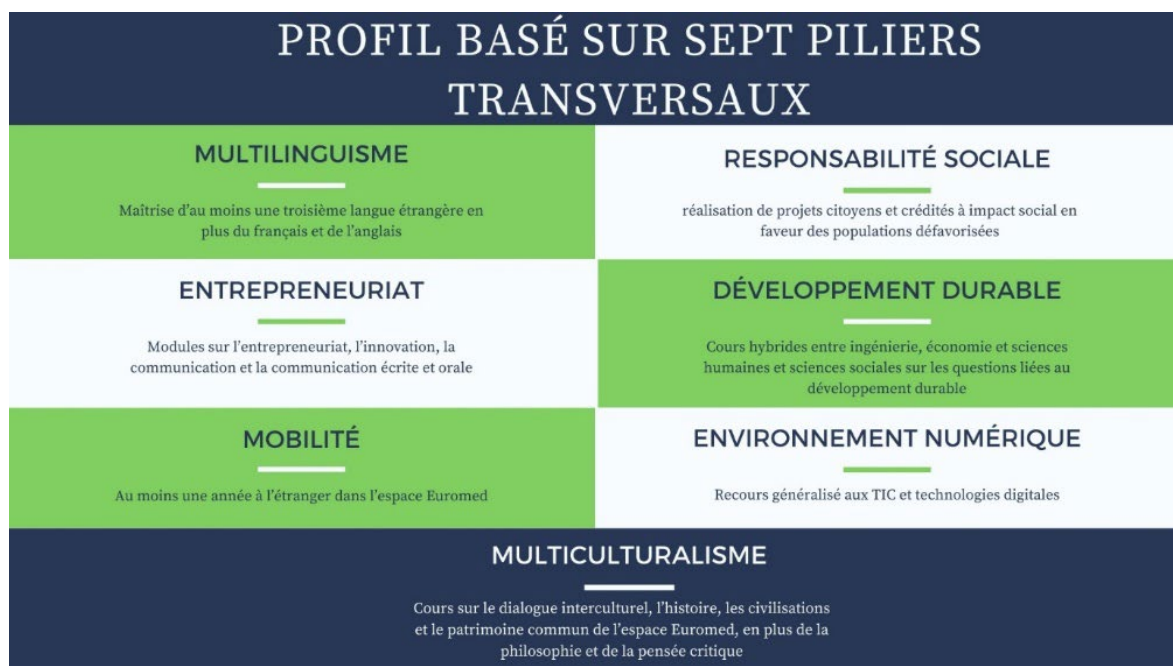 PROFIL BASÉ SUR SEPT PILIERS
TRANSVERSAUX
MULTILINGUISME
Maîtrise d'au moins une troisième langue étrangère en
plus du français et de l'anglais
RESPONSABILITÉ SOCIALE
réalisation de projets citoyens et crédités à impact social en
faveur des populations défavorisées
ENTREPRENEURIAT
Modules sur l'entrepreneuriat, l'innovation, la
communication et la communication écrite et orale
DÉVELOPPEMENT DURABLE
Cours hybrides entre ingénierie, économie et sciences
humaines et sciences sociales sur les questions liées au
développement durable
MOBILITÉ
Au moins une année à l'étranger dans l'espace Euromed
ENVIRONNEMENT NUMÉRIQUE
Recours généralisé aux TIC et technologies digitales
MULTICULTURALISME
Cours sur le dialogue interculturel, l'histoire, les civilisations
et le patrimoine commun de l'espace Euromed, en plus de la
philosophie et de la pensée critique